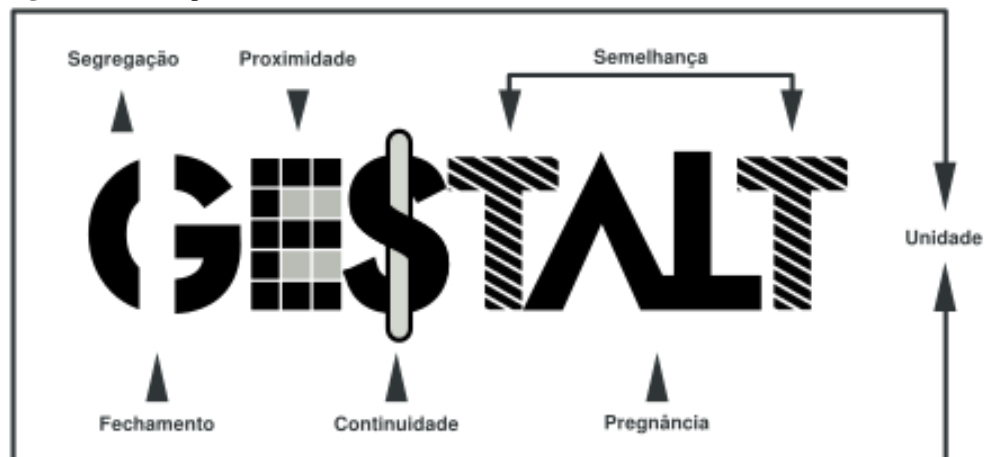 Segregação Proximidade Semelhança
GESTALT
Unidade
Fechamento Continuidade Pregnância